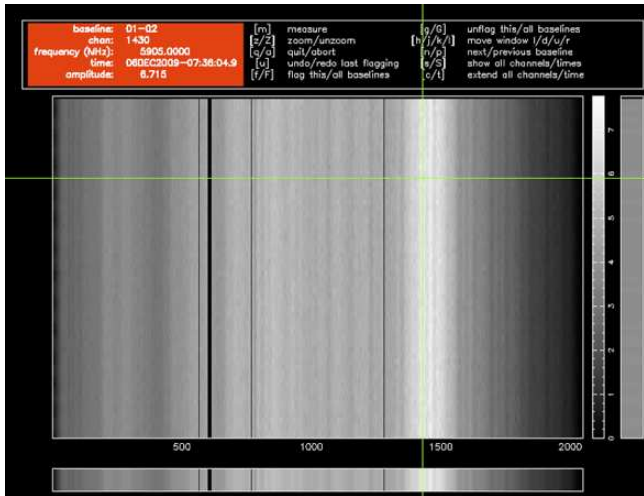 baseline: 01-02 [m] measure [g/G] unflag this/all baselines
chan: 1430 [z/Z] zoom/unzoom [h/j/k/l] move window l/d/u/r
frequency (MHz): 5905.0000 [q/a] quit/abort [n/p] next/previous baseline
time: 06DEC2009-07:36:04.9 [u] undo/redo last flagging [s/S] show all channels/times
amplitude: 6.715 [f/F] flag this/all baselines [c/t] extend all channels/time
7
6
5
4
3
2
1
0
500 1000 1500 2000